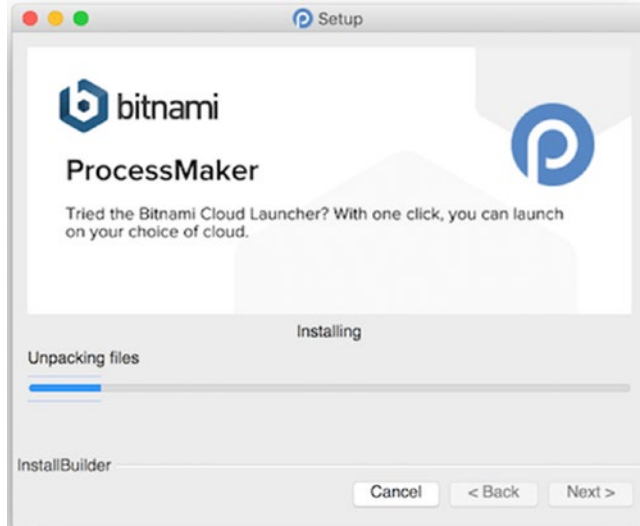 Setup
bitnami
ProcessMaker
Tried the Bitnami Cloud Launcher? With one click, you can launch
on your choice of cloud.
Installing
Unpacking files
InstallBuilder
Cancel
< Back
Next >